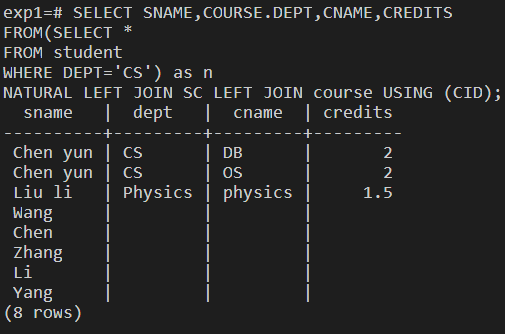 exp1=# SELECT SNAME,COURSE.DEPT,CNAME,CREDITS
FROM(SELECT *
FROM student
WHERE DEPT='CS') as n
NATURAL LEFT JOIN SC LEFT JOIN course USING (CID);
  sname   |  dept   |  cname  | credits
----------+---------+---------+---------
 Chen yun | CS      | DB      |       2
 Chen yun | CS      | OS      |       2
 Liu li   | Physics | physics |     1.5
 Wang     |         |         |
 Chen     |         |         |
 Zhang    |         |         |
 Li       |         |         |
 Yang     |         |         |
(8 rows)